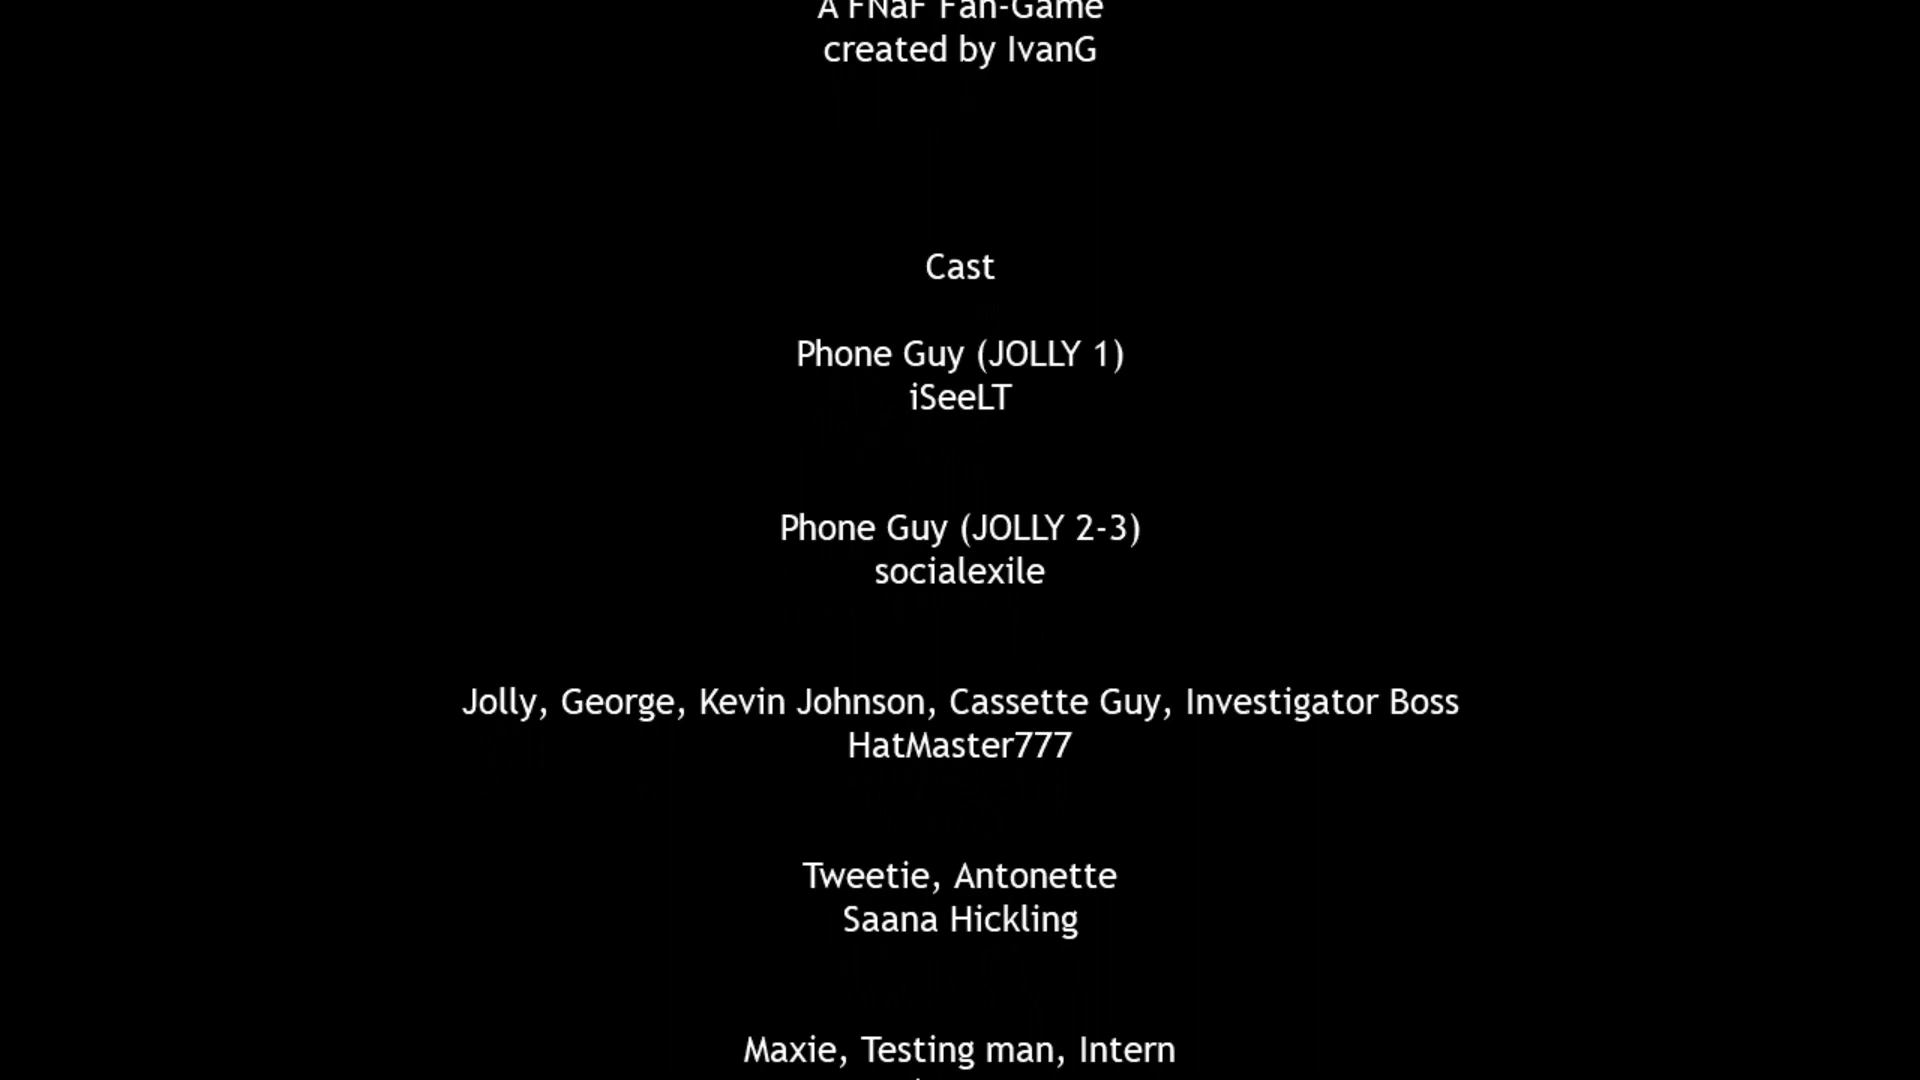 A FNaF Fan-Game
created by IvanG
Cast
Phone Guy (JOLLY 1)
iSeeLT
Phone Guy (JOLLY 2-3)
socialexile
Jolly, George, Kevin Johnson, Cassette Guy, Investigator Boss
HatMaster777
Tweetie, Antonette
Saana Hickling
Maxie, Testing man, Intern